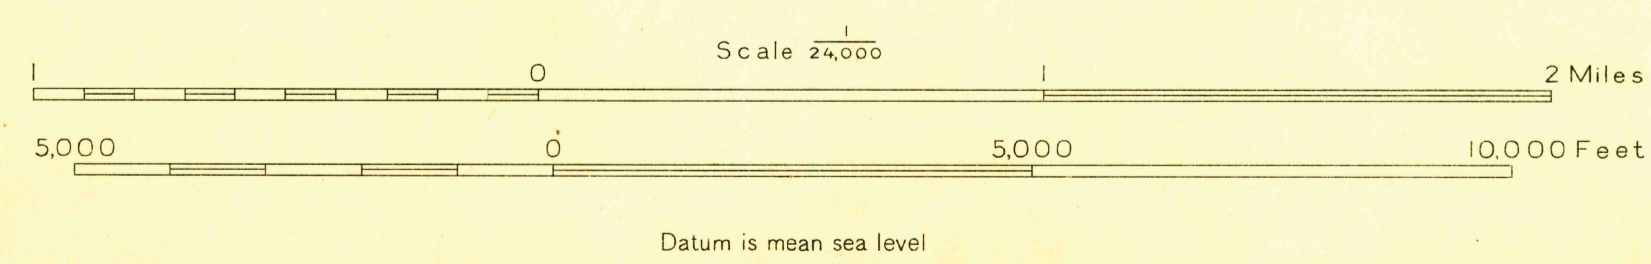 Scale 1/24,000
1 0 1 2 Miles
5,000 0 5,000 10,000 Feet
Datum is mean sea level